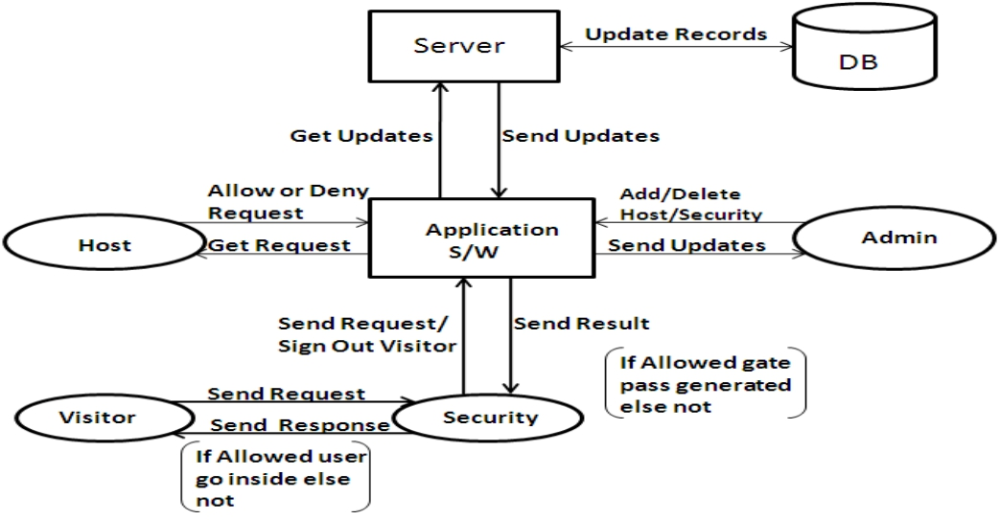 Server
Update Records
DB
Get Updates
Send Updates
Allow or Deny
Request
Add/Delete
Host/Security
Host
Get Request
Application
S/W
Send Updates
Admin
Send Request/
Sign Out Visitor
Send Result
If Allowed gate
pass generated
else not
Visitor
Send Request
Send Response
Security
If Allowed user
go inside else
not